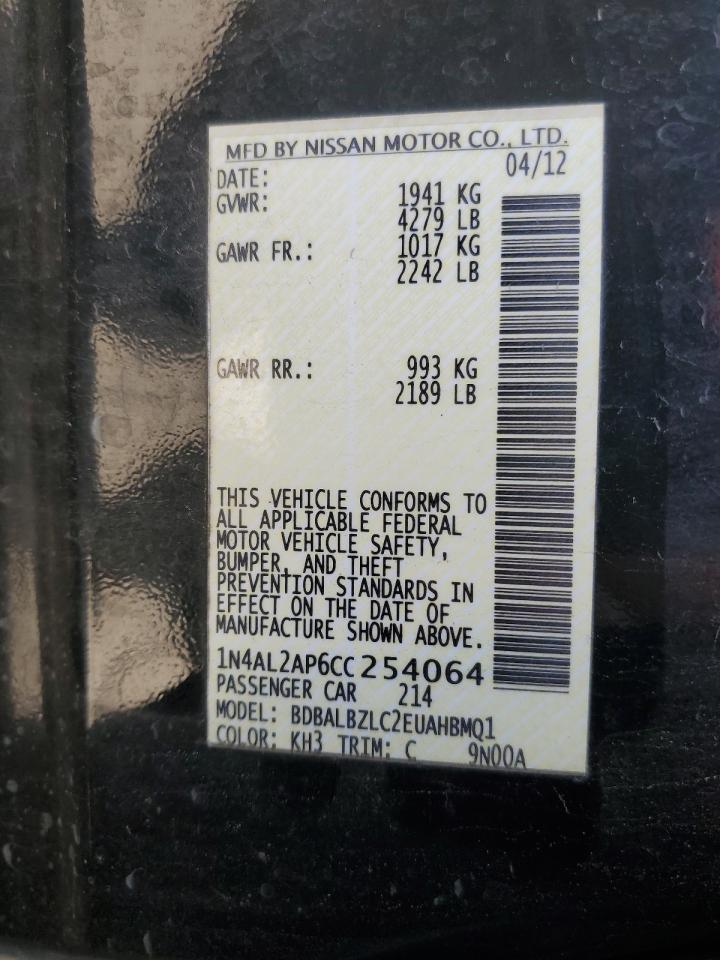 MFD BY NISSAN MOTOR CO., LTD.
DATE: 04/12
GVWR: 1941 KG
4279 LB
GAWR FR.: 1017 KG
2242 LB
GAWR RR.: 993 KG
2189 LB
THIS VEHICLE CONFORMS TO
ALL APPLICABLE FEDERAL
MOTOR VEHICLE SAFETY,
BUMPER, AND THEFT
PREVENTION STANDARDS IN
EFFECT ON THE DATE OF
MANUFACTURE SHOWN ABOVE.
1N4AL2AP6CC254064
PASSENGER CAR 214
MODEL: BDBALBZLC2EUAHBMQ1
COLOR: KH3 TRIM: C 9N00A